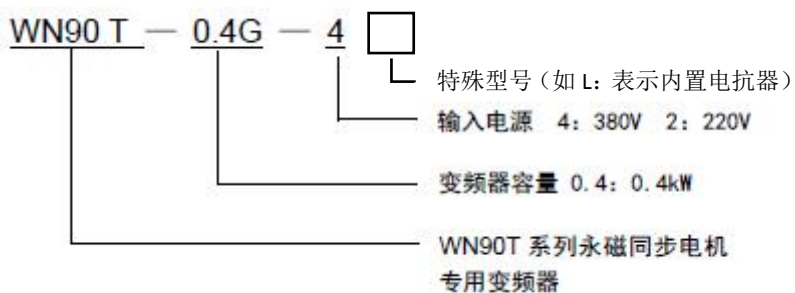 WN90 T — 0.4G — 4 □
特殊型号（如 L：表示内置电抗器）
输入电源 4：380V 2：220V
变频器容量 0.4：0.4kW
WN90T 系列永磁同步电机
专用变频器